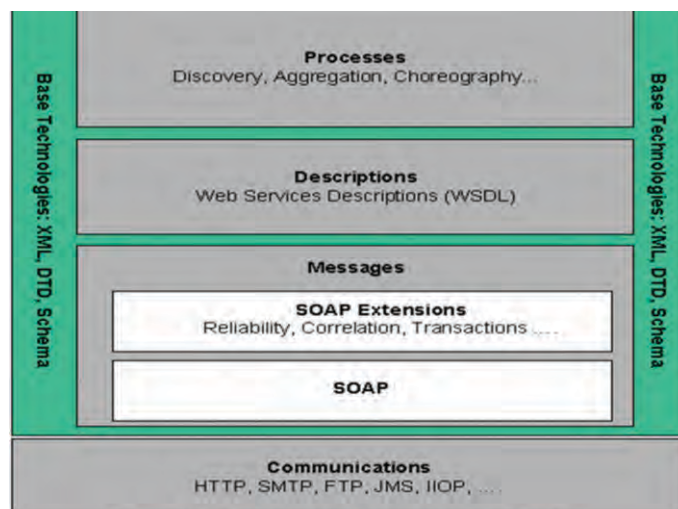 Processes
Discovery, Aggregation, Choreography...
Base Technologies: XML, DTD, Schema
Base Technologies: XML, DTD, Schema
Descriptions
Web Services Descriptions (WSDL)
Messages
SOAP Extensions
Reliability, Correlation, Transactions ....
SOAP
Communications
HTTP, SMTP, FTP, JMS, IIOP, ....